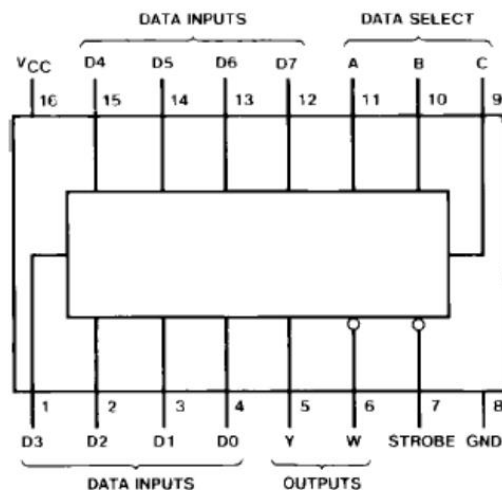 DATA INPUTS DATA SELECT
VCC D4 D5 D6 D7 A B C
16 15 14 13 12 11 10 9
1 2 3 4 5 6 7 8
D3 D2 D1 D0 Y W STROBE GND
DATA INPUTS OUTPUTS